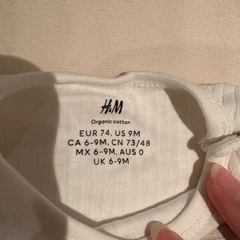 H&M
Organic cotton
EUR 74, US 9M
CA 6-9M, CN 73/48
MX 6-9M, AUS 0
UK 6-9M